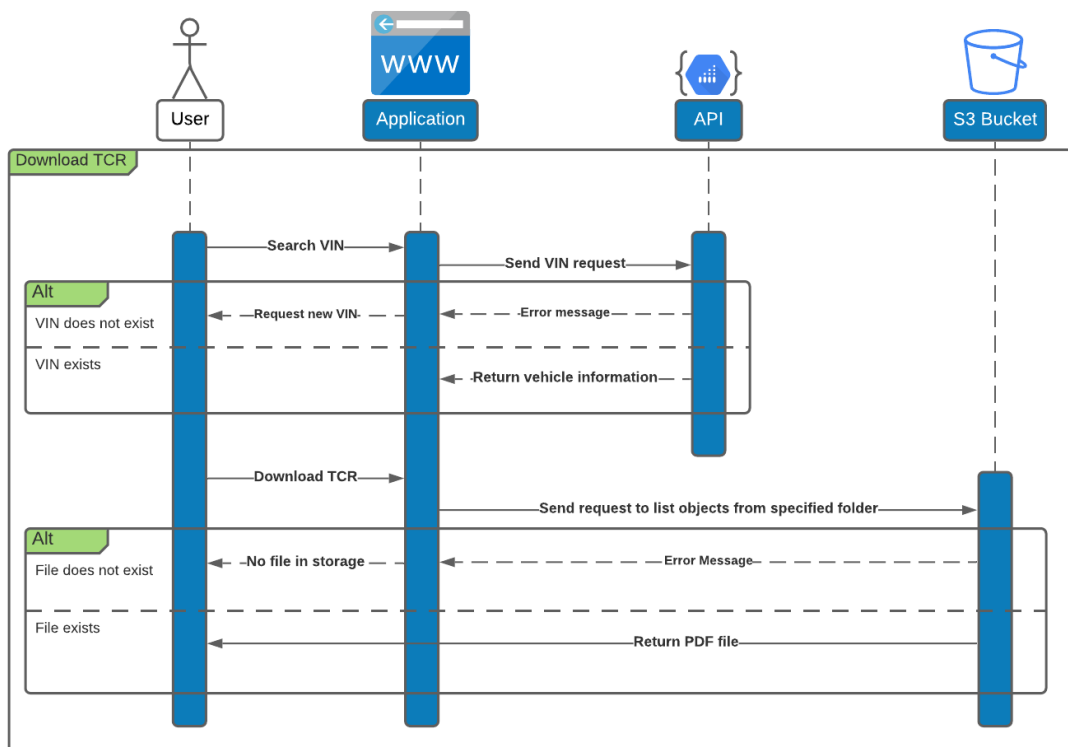 WWW
User
Application
API
S3 Bucket
Download TCR
Search VIN
Send VIN request
Alt
VIN does not exist
Request new VIN
Error message
VIN exists
Return vehicle information
Download TCR
Send request to list objects from specified folder
Alt
File does not exist
No file in storage
Error Message
File exists
Return PDF file